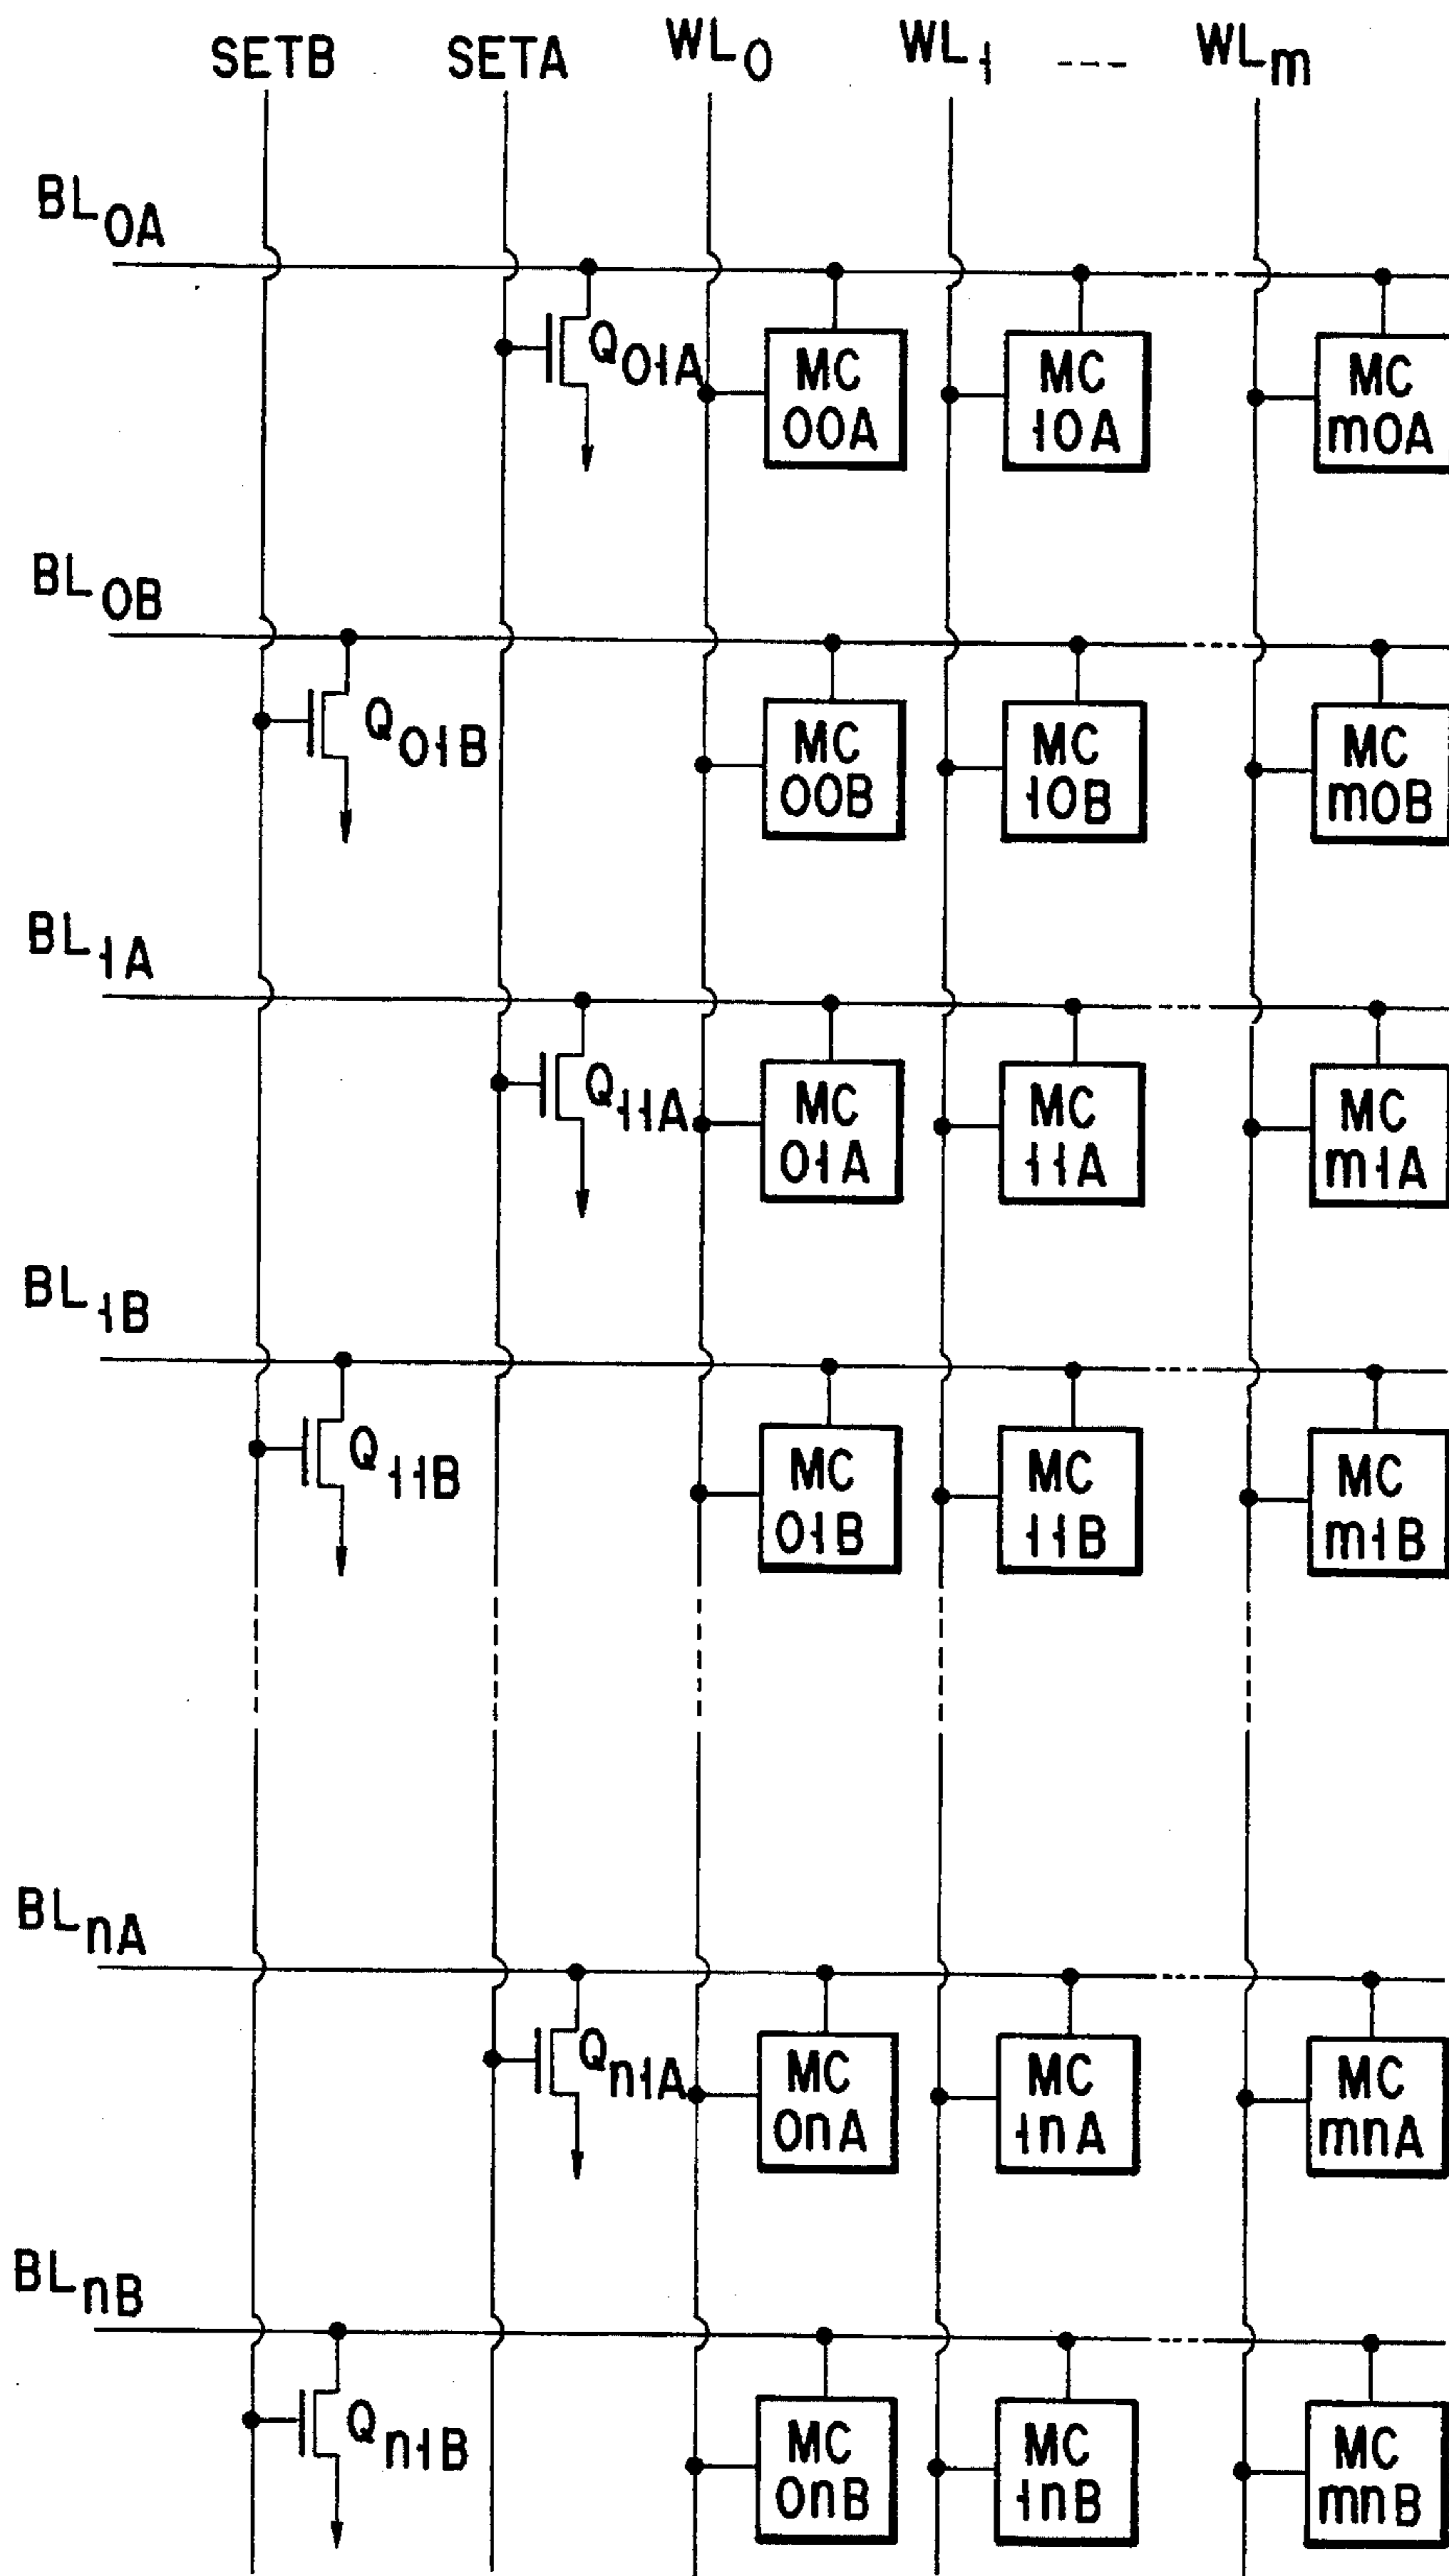 SETB SETA WL0 WL1 --- WLm
BL0A
Q01A
MC 00A
MC 10A
MC m0A
BL0B
Q01B
MC 00B
MC 10B
MC m0B
BL1A
Q11A
MC 01A
MC 11A
MC m1A
BL1B
Q11B
MC 01B
MC 11B
MC m1B
BLnA
Qn1A
MC 0nA
MC 1nA
MC mnA
BLnB
Qn1B
MC 0nB
MC 1nB
MC mnB